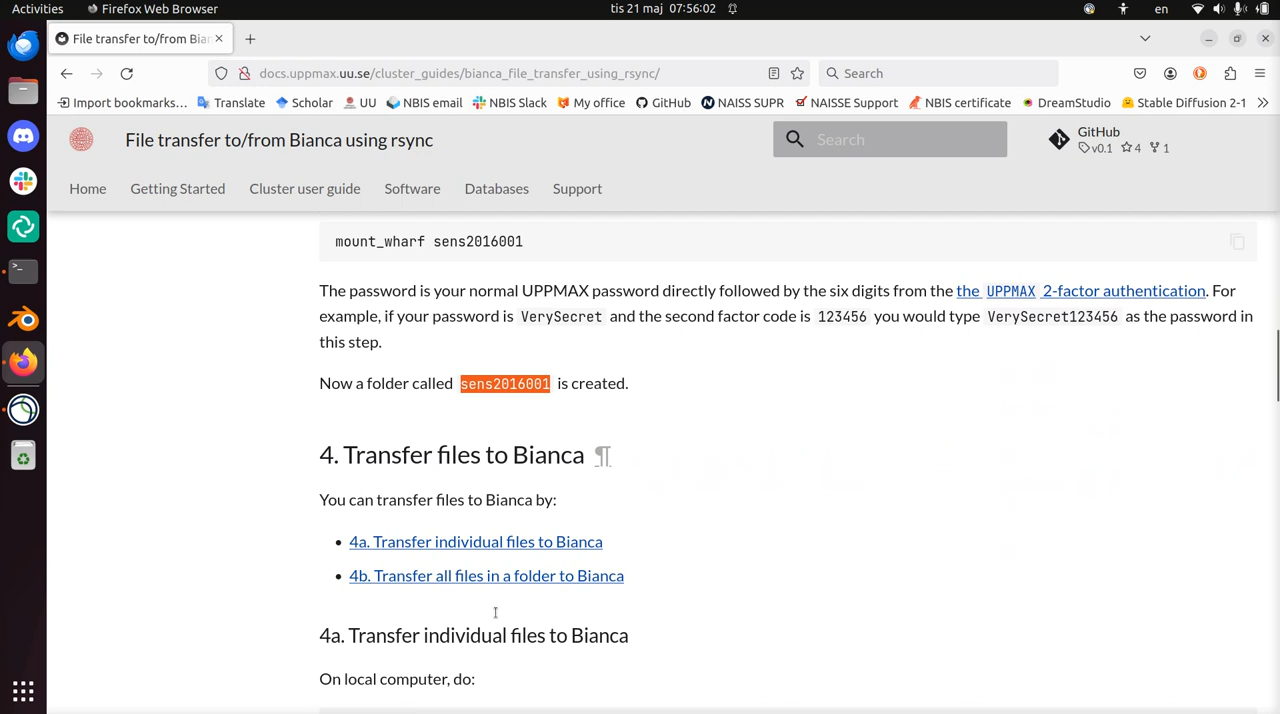 Activities
Firefox Web Browser
tis 21 maj 07:56:02
en
File transfer to/from Bian
docs.uppmax.uu.se/cluster_guides/bianca_file_transfer_using_rsync/
Search
Import bookmarks...
Translate
Scholar
UU
NBIS email
NBIS Slack
My office
GitHub
NAISS SUPR
NAISSE Support
NBIS certificate
DreamStudio
Stable Diffusion 2-1
File transfer to/from Bianca using rsync
Search
GitHub
v0.1 4 1
Home
Getting Started
Cluster user guide
Software
Databases
Support
mount_wharf sens2016001
The password is your normal UPPMAX password directly followed by the six digits from the the UPPMAX 2-factor authentication. For
example, if your password is VerySecret and the second factor code is 123456 you would type VerySecret123456 as the password in
this step.
Now a folder called sens2016001 is created.
4. Transfer files to Bianca ¶
You can transfer files to Bianca by:
• 4a. Transfer individual files to Bianca
• 4b. Transfer all files in a folder to Bianca
4a. Transfer individual files to Bianca
On local computer, do: